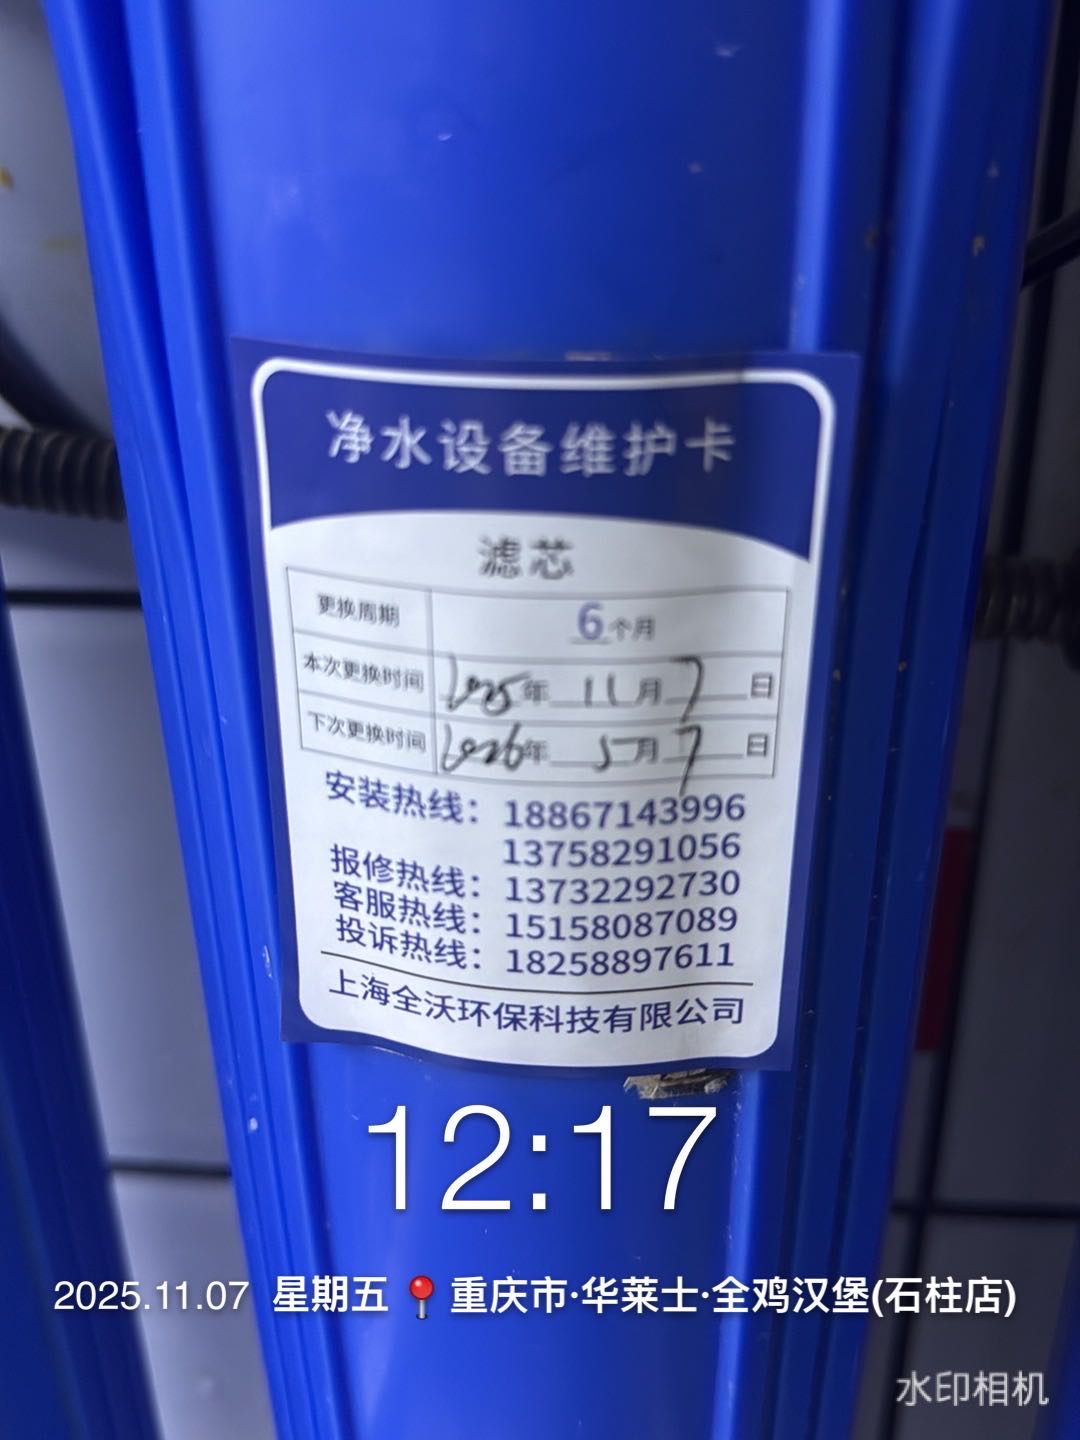 净水设备维护卡
滤芯
更换周期 6个月
本次更换时间 2025年 11月 7日
下次更换时间 2026年 5月 7日
安装热线：18867143996
13758291056
报修热线：13732292730
客服热线：15158087089
投诉热线：18258897611
上海全沃环保科技有限公司
12:17
2025.11.07 星期五 📍重庆市·华莱士·全鸡汉堡(石柱店)
水印相机